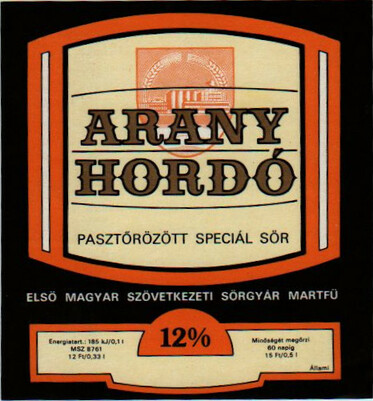 ARANY
HORDÓ
PASZTŐRÖZÖTT SPECIÁL SÖR
ELSŐ MAGYAR SZÖVETKEZETI SÖRGYÁR MARTFŰ
12%
Energiatart.: 185 kJ/0,1 l
MSZ 8761
12 Ft/0,33 l
Minőségét megőrzi
60 napig
15 Ft/0,5 l
Állami